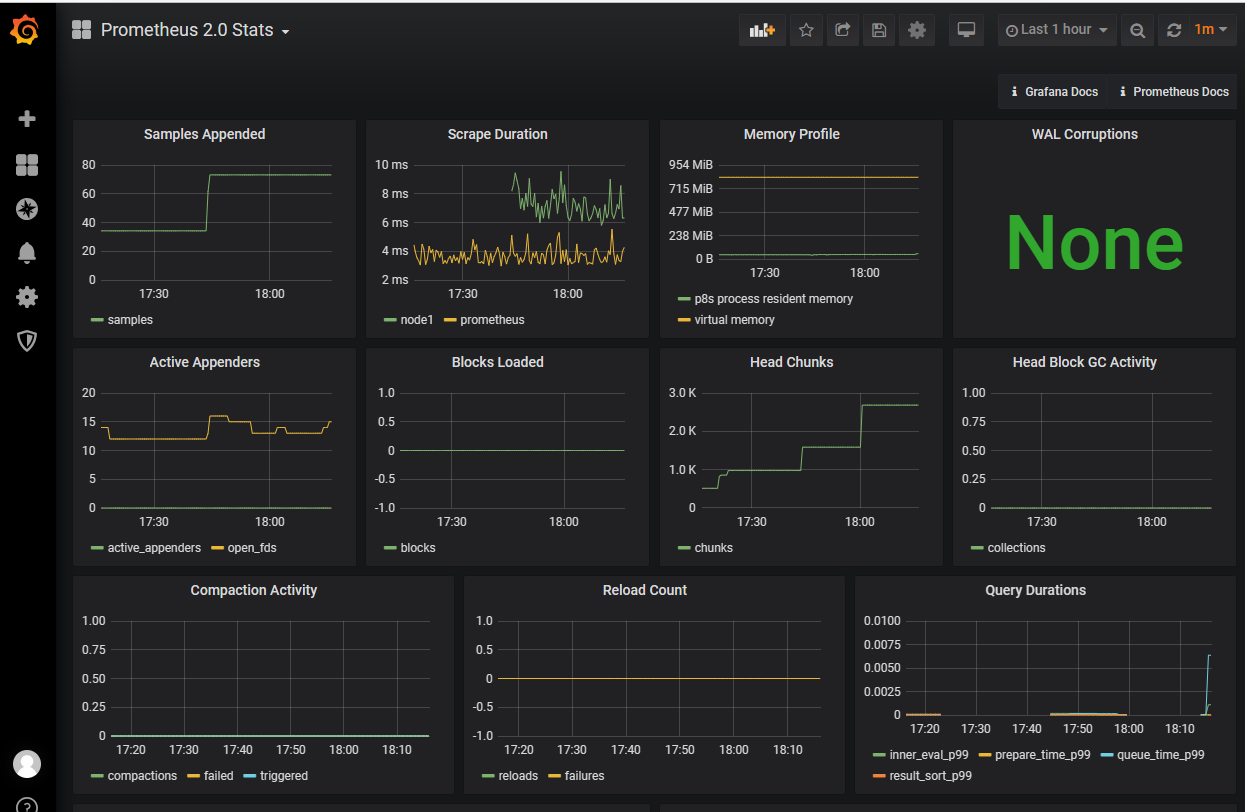 Prometheus 2.0 Stats
Last 1 hour
1m
Grafana Docs
Prometheus Docs
Samples Appended
80
60
40
20
0
17:30 18:00
samples
Scrape Duration
10 ms
8 ms
6 ms
4 ms
2 ms
17:30 18:00
node1 prometheus
Memory Profile
954 MiB
715 MiB
477 MiB
238 MiB
0 B
17:30 18:00
p8s process resident memory
virtual memory
WAL Corruptions
None
Active Appenders
20
15
10
5
0
17:30 18:00
active_appenders open_fds
Blocks Loaded
1.0
0.5
0
-0.5
-1.0
17:30 18:00
blocks
Head Chunks
3.0 K
2.0 K
1.0 K
0
17:30 18:00
chunks
Head Block GC Activity
1.00
0.75
0.50
0.25
0
17:30 18:00
collections
Compaction Activity
1.00
0.75
0.50
0.25
0
17:20 17:30 17:40 17:50 18:00 18:10
compactions failed triggered
Reload Count
1.0
0.5
0
-0.5
-1.0
17:20 17:30 17:40 17:50 18:00 18:10
reloads failures
Query Durations
0.0100
0.0075
0.0050
0.0025
0
17:20 17:30 17:40 17:50 18:00 18:10
inner_eval_p99 prepare_time_p99 queue_time_p99
result_sort_p99